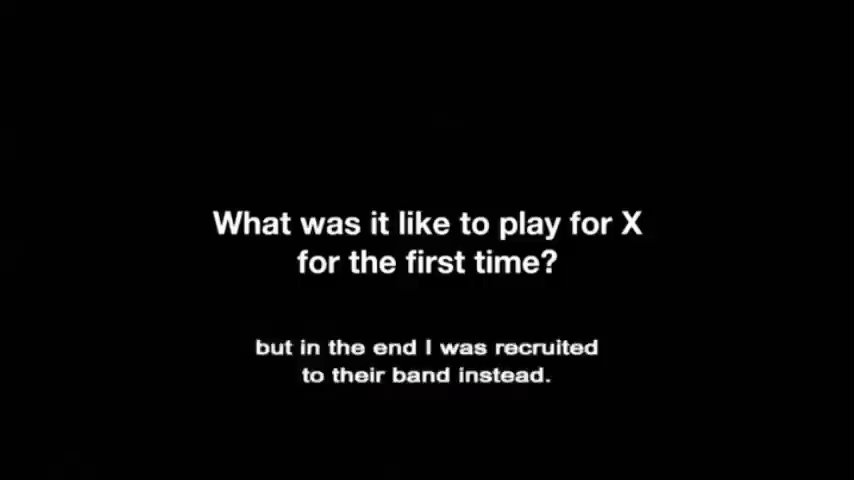 What was it like to play for X
for the first time?
but in the end I was recruited
to their band instead.